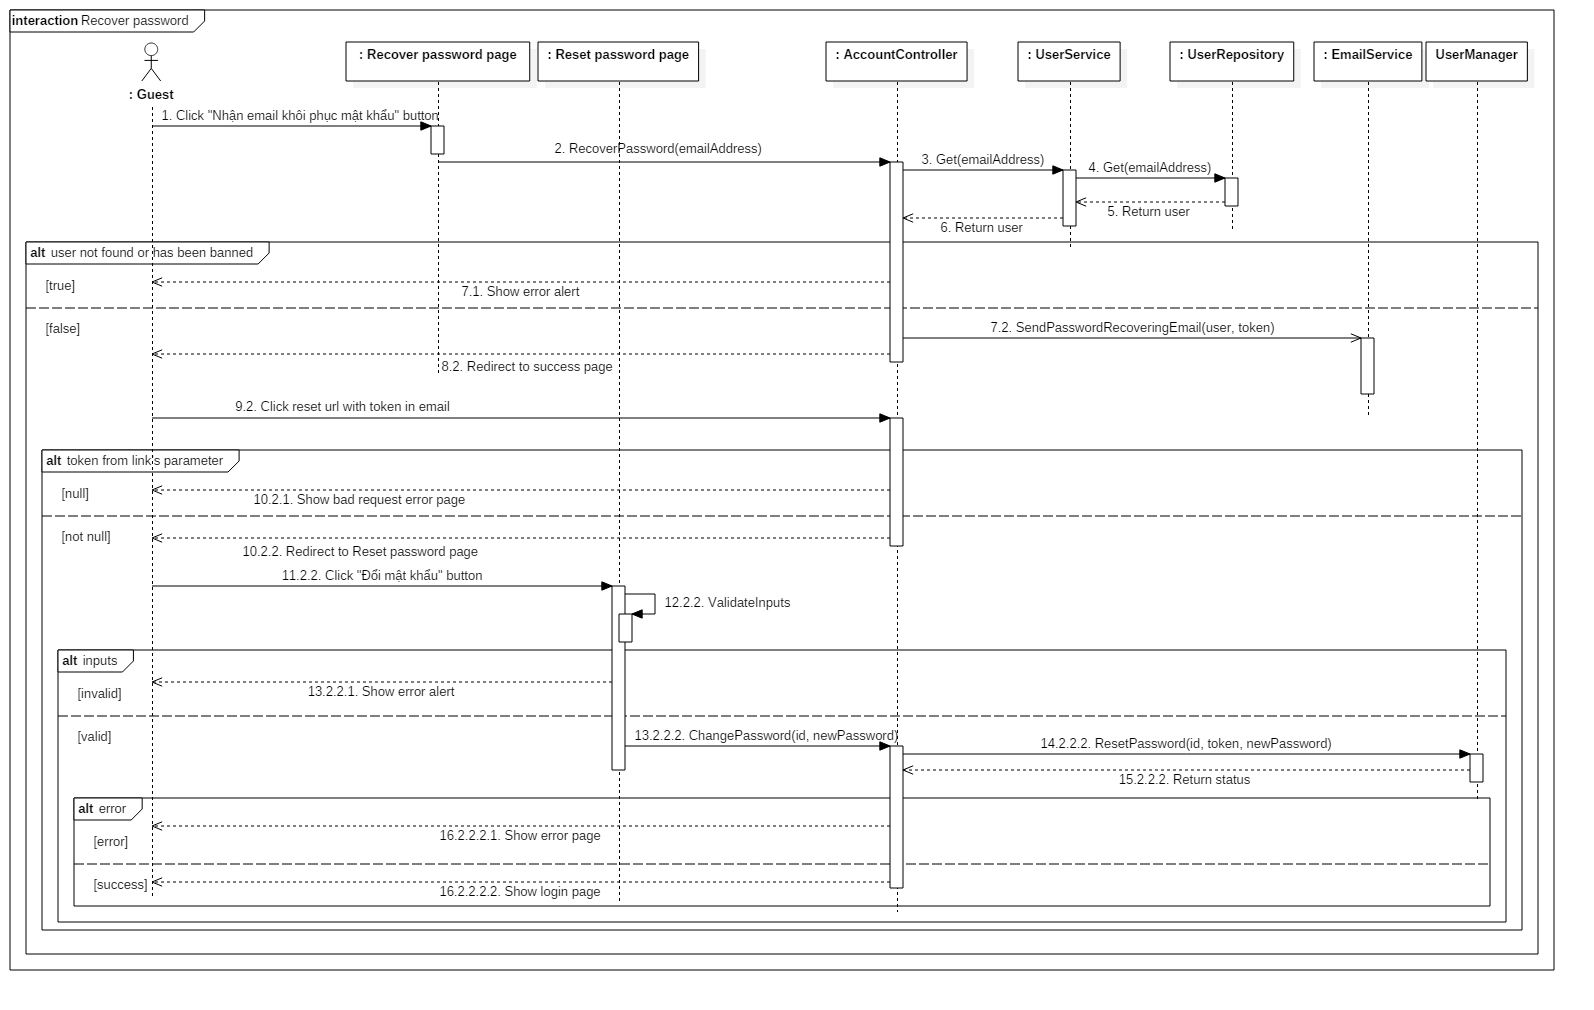 interaction Recover password
: Guest
: Recover password page
: Reset password page
: AccountController
: UserService
: UserRepository
: EmailService
UserManager
1. Click "Nhận email khôi phục mật khẩu" button
2. RecoverPassword(emailAddress)
3. Get(emailAddress)
4. Get(emailAddress)
5. Return user
6. Return user
alt user not found or has been banned
[true]
7.1. Show error alert
[false]
7.2. SendPasswordRecoveringEmail(user, token)
8.2. Redirect to success page
9.2. Click reset url with token in email
alt token from link's parameter
[null]
10.2.1. Show bad request error page
[not null]
10.2.2. Redirect to Reset password page
11.2.2. Click "Đổi mật khẩu" button
12.2.2. ValidateInputs
alt inputs
[invalid]
13.2.2.1. Show error alert
[valid]
13.2.2.2. ChangePassword(id, newPassword)
14.2.2.2. ResetPassword(id, token, newPassword)
15.2.2.2. Return status
alt error
[error]
16.2.2.2.1. Show error page
[success]
16.2.2.2.2. Show login page